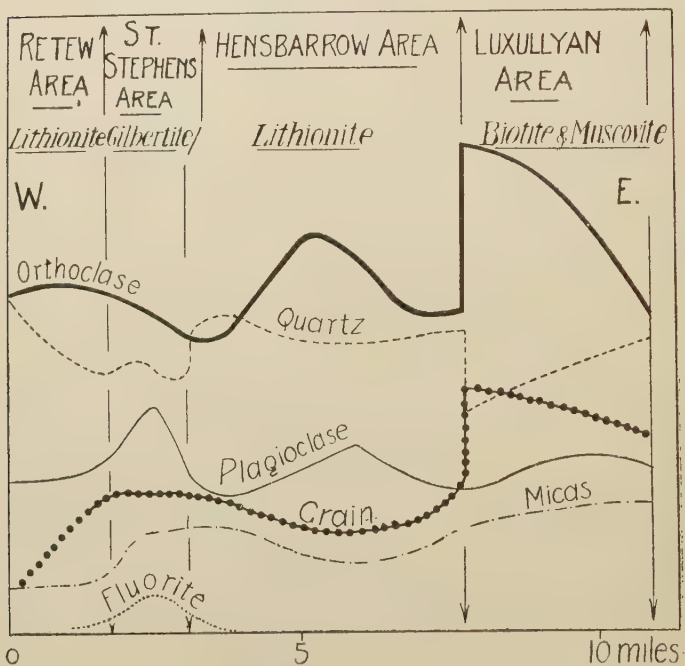 RETEW AREA,
ST. STEPHENS AREA
HENSBARROW AREA
LUXULLYAN AREA
Lithionite
Gilbertite
Lithionite
Biotite & Muscovite
W.
E.
Orthoclase
Quartz
Plagioclase
Crain
Micas
Fluorite
0
5
10 miles